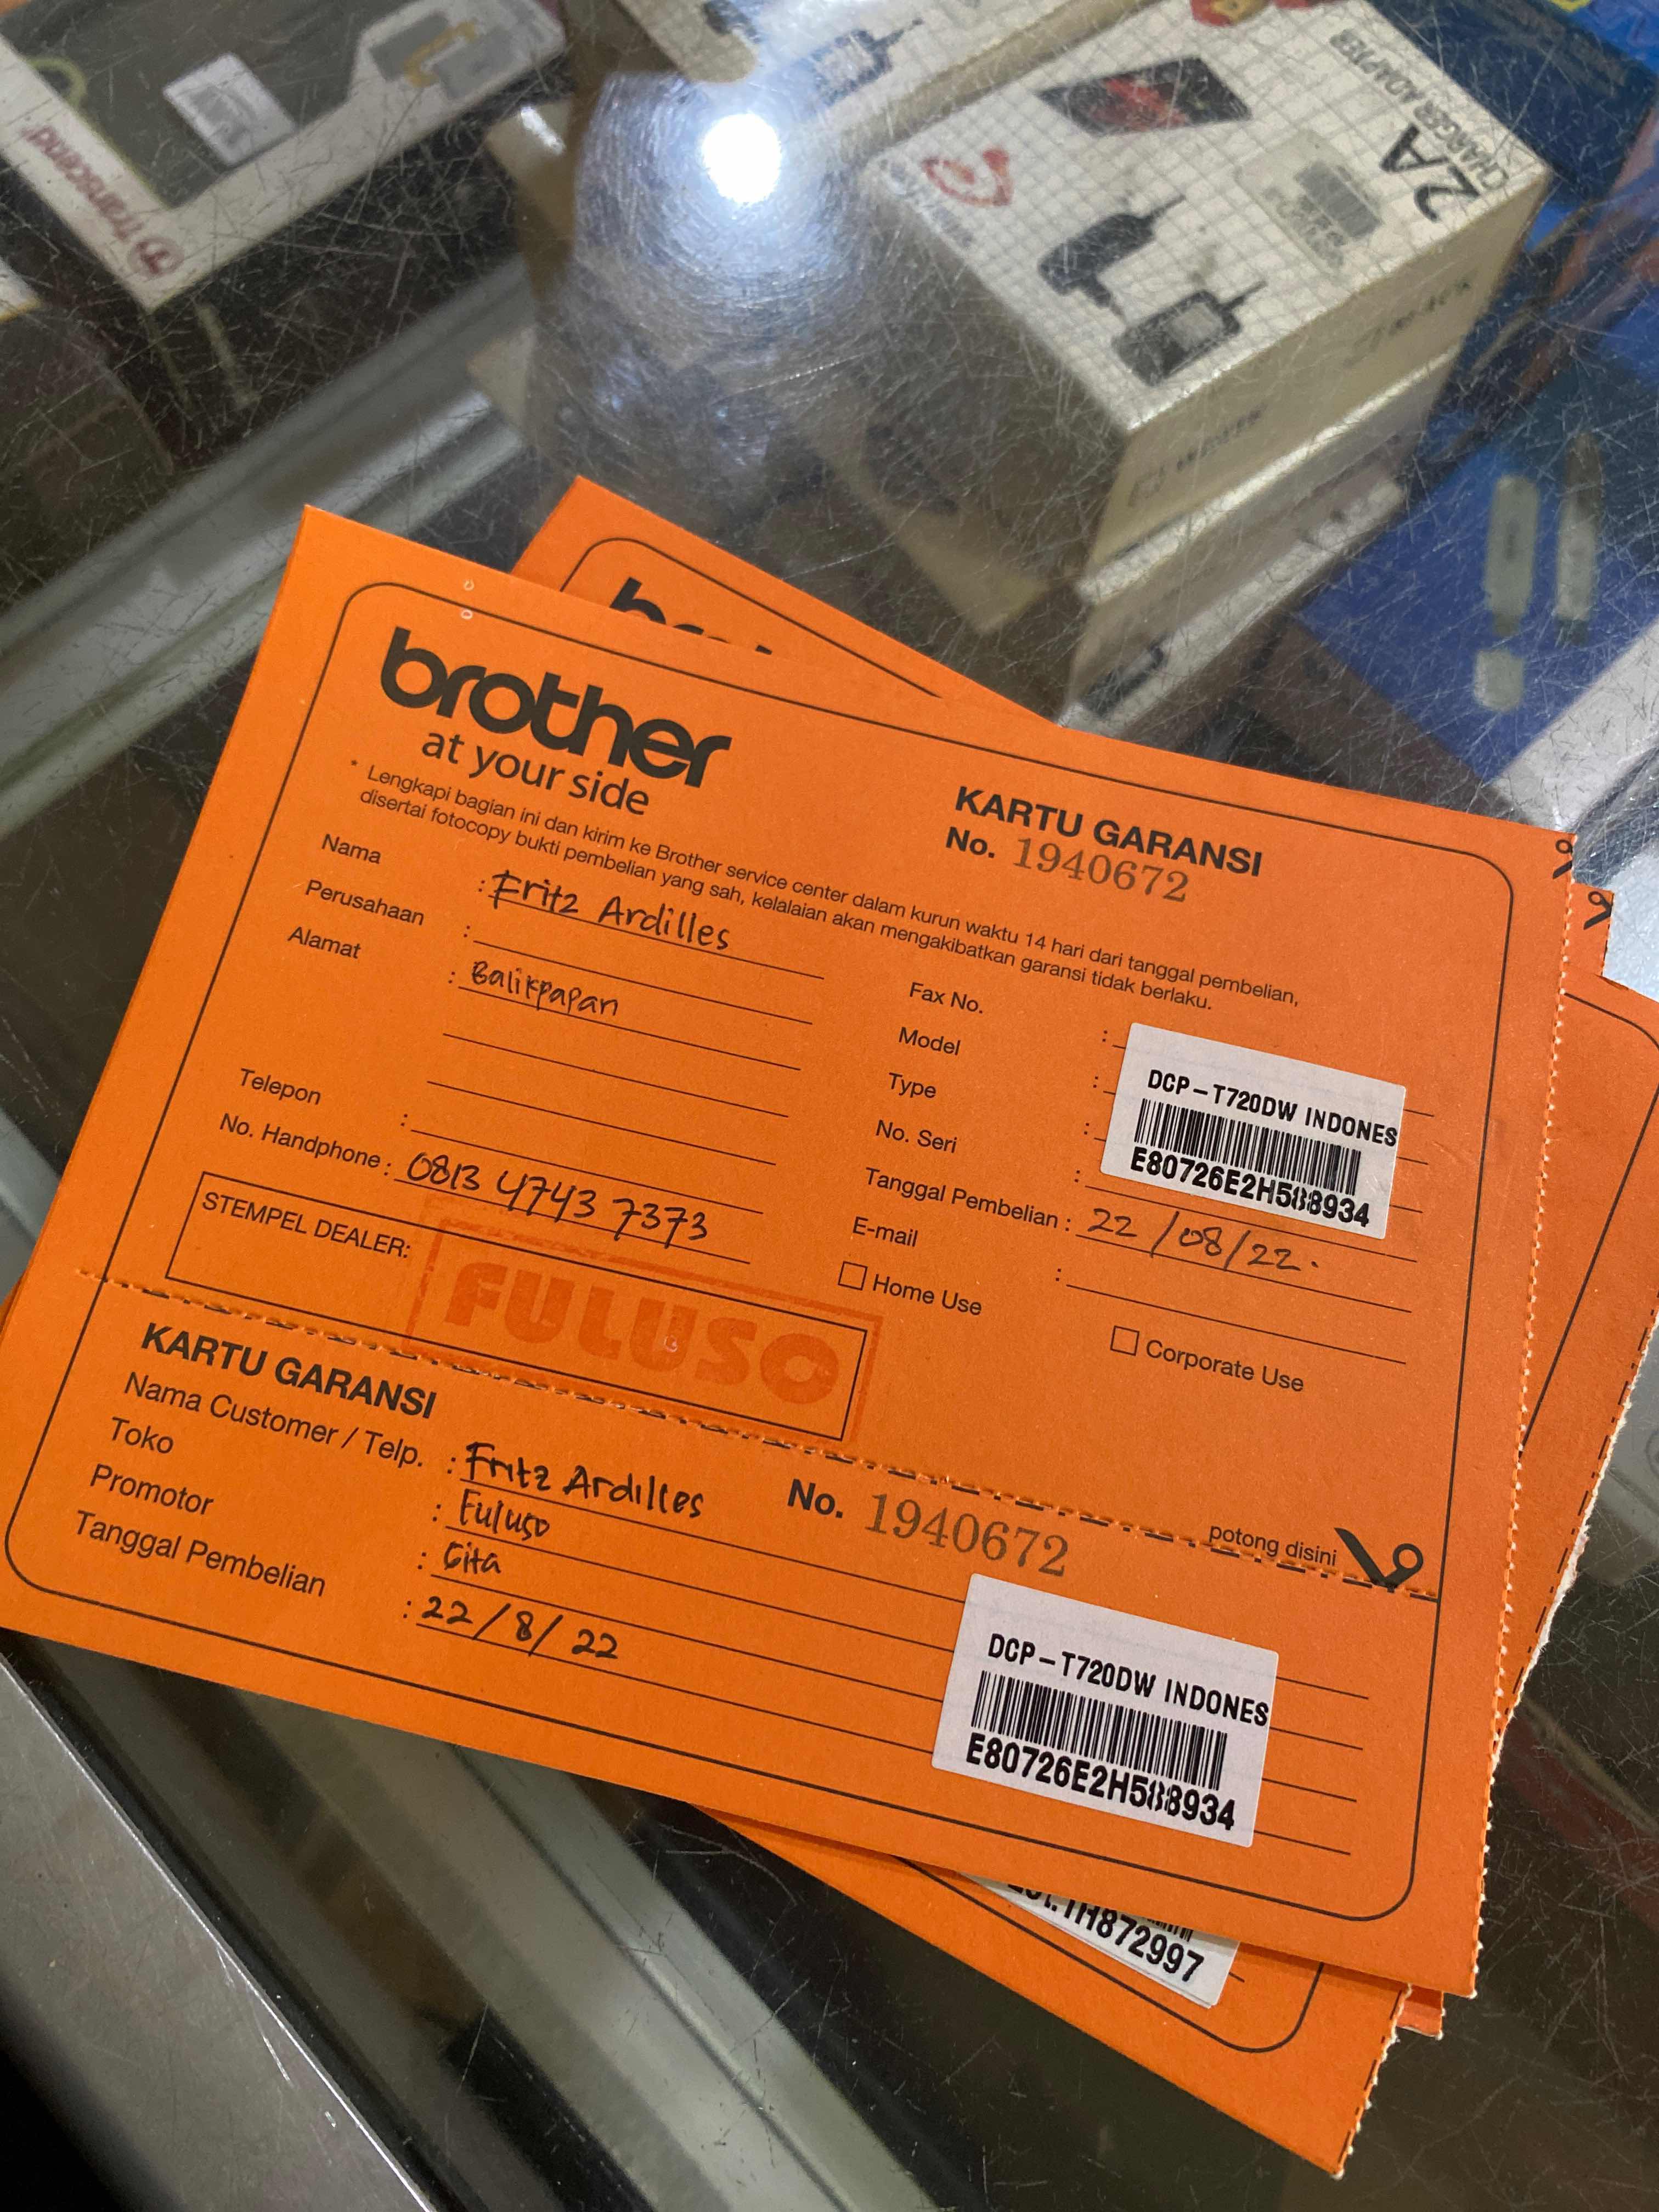 Transcend
2A
CHARGER ADAPTER
BLACK
bro
brother
at your side
KARTU GARANSI
No. 1940672
* Lengkapi bagian ini dan kirim ke Brother service center dalam kurun waktu 14 hari dari tanggal pembelian,
disertai fotocopy bukti pembelian yang sah, kelalaian akan mengakibatkan garansi tidak berlaku.
Nama : Fritz Ardilles
Perusahaan :
Alamat : Balikpapan
Telepon :
No. Handphone : 0813 4743 7373
Fax No. :
Model :
Type :
No. Seri :
DCP-T720DW INDONES
E80726E2H588934
Tanggal Pembelian : 22/08/22.
E-mail :
Home Use
Corporate Use
STEMPEL DEALER:
FULUSO
potong disini
KARTU GARANSI
No. 1940672
Nama Customer / Telp. : Fritz Ardilles
Toko : Fuluso
Promotor : Gita
Tanggal Pembelian : 22/8/22
DCP-T720DW INDONES
E80726E2H588934
1H872997